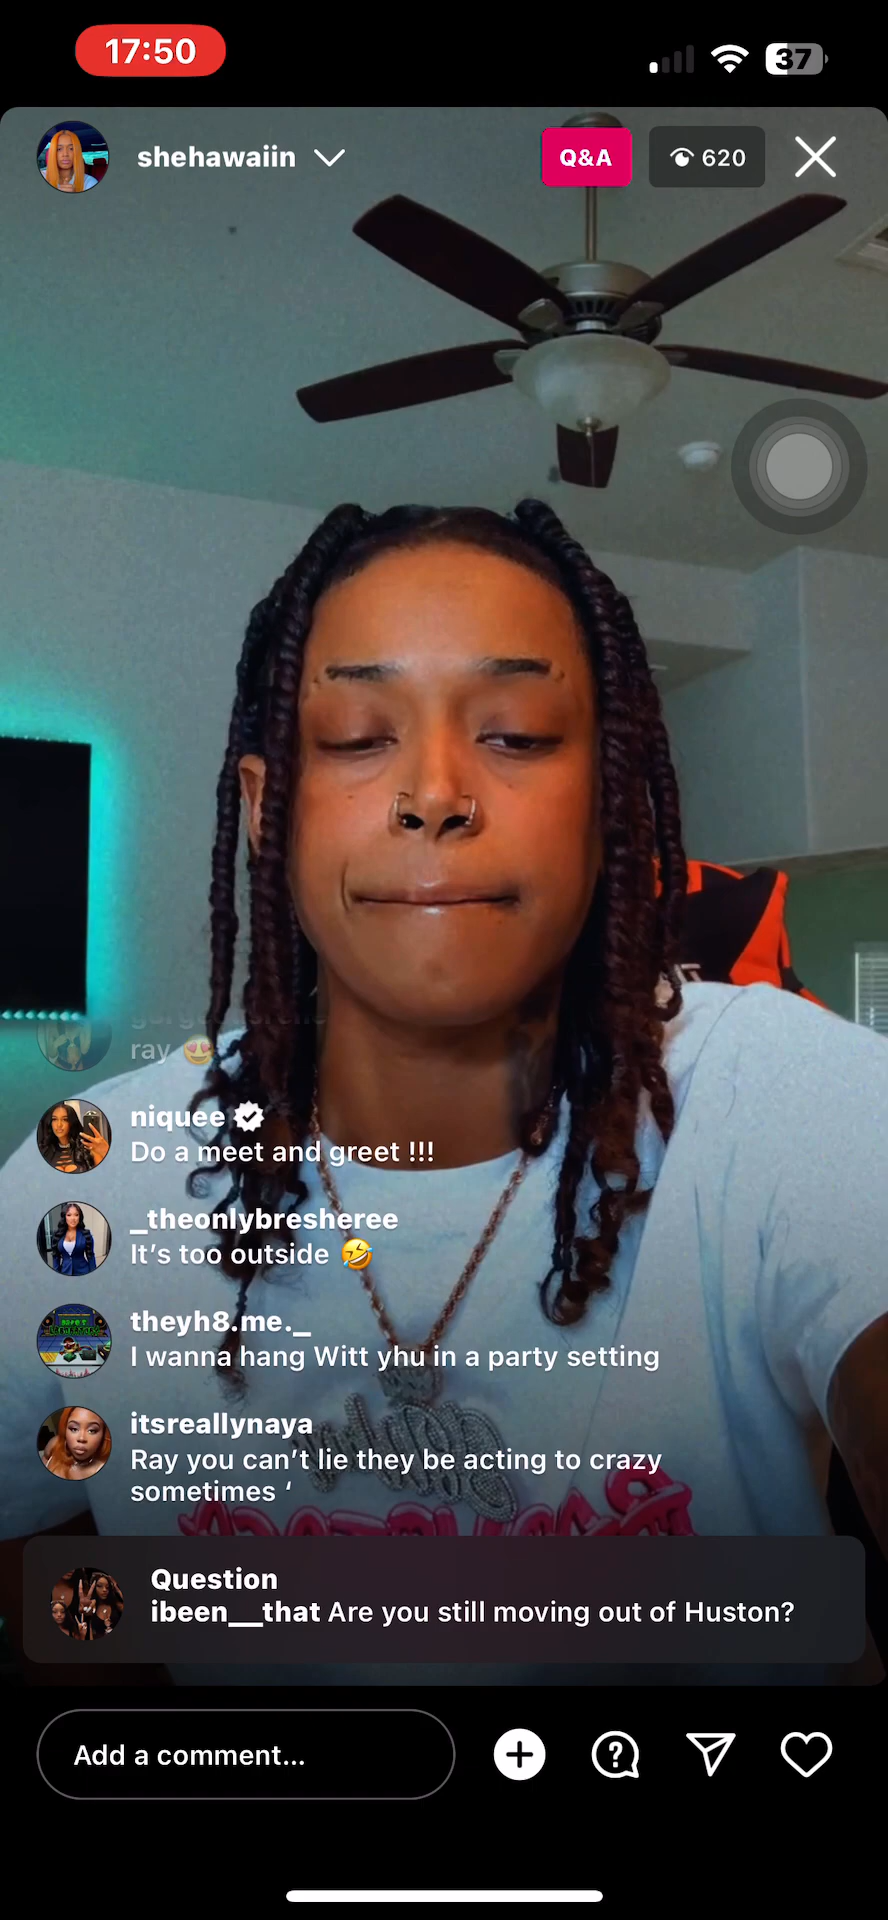 17:50
37
shehawaiin
Q&A
620
ray 😍
niquee
Do a meet and greet !!!
_theonlybresheree
It’s too outside 🤣
theyh8.me._
I wanna hang Witt yhu in a party setting
itsreallynaya
Ray you can’t lie they be acting to crazy
sometimes ‘
Question
ibeen__that Are you still moving out of Huston?
Add a comment...